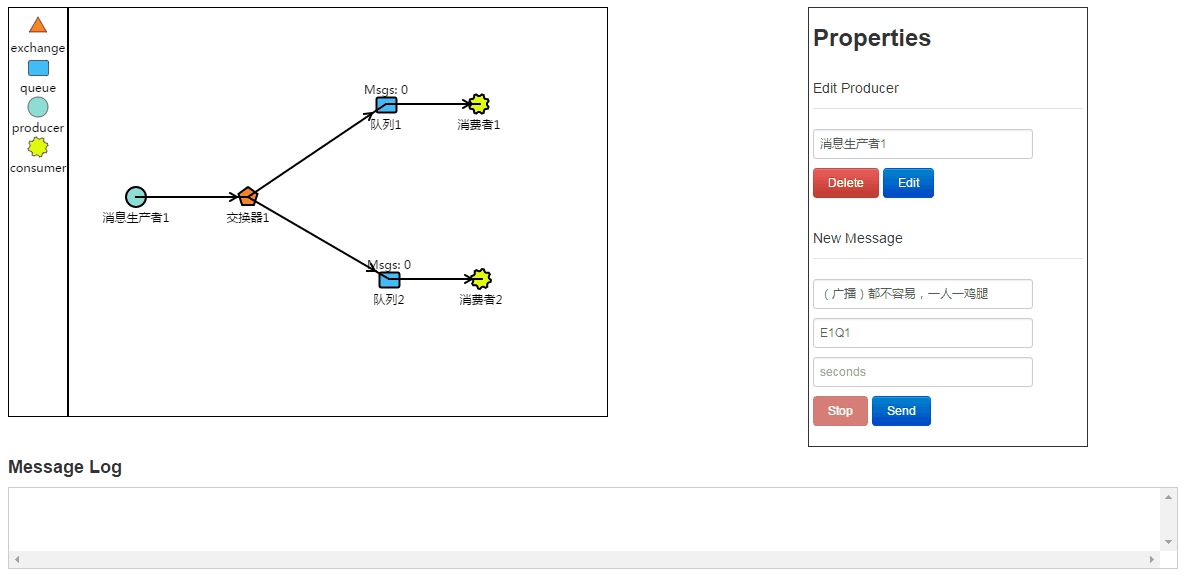 exchange
queue
producer
consumer
Msgs: 0
队列1
消费者1
消息生产者1
交换器1
Msgs: 0
队列2
消费者2
Properties
Edit Producer
消息生产者1
Delete
Edit
New Message
（广播）都不容易，一人一鸡腿
E1Q1
seconds
Stop
Send
Message Log